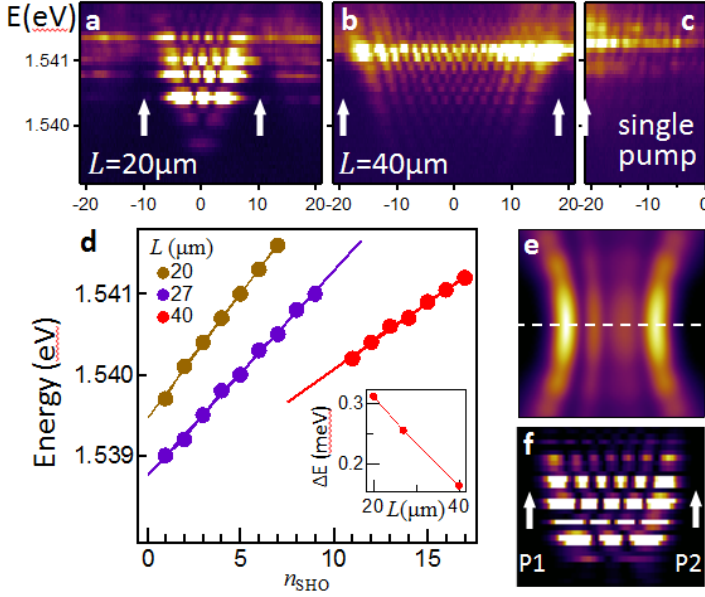 E(eV) a b c
1.541
1.540
L=20μm L=40μm single
pump
-20 -10 0 10 20 -10 0 10 20 -10 0
d e
L (μm)
20
27
40
1.541
1.540
1.539
Energy (eV)
0.3
0.2
ΔE (meV)
20 L(μm) 40
0 5 10 15
nSHO
f
P1 P2